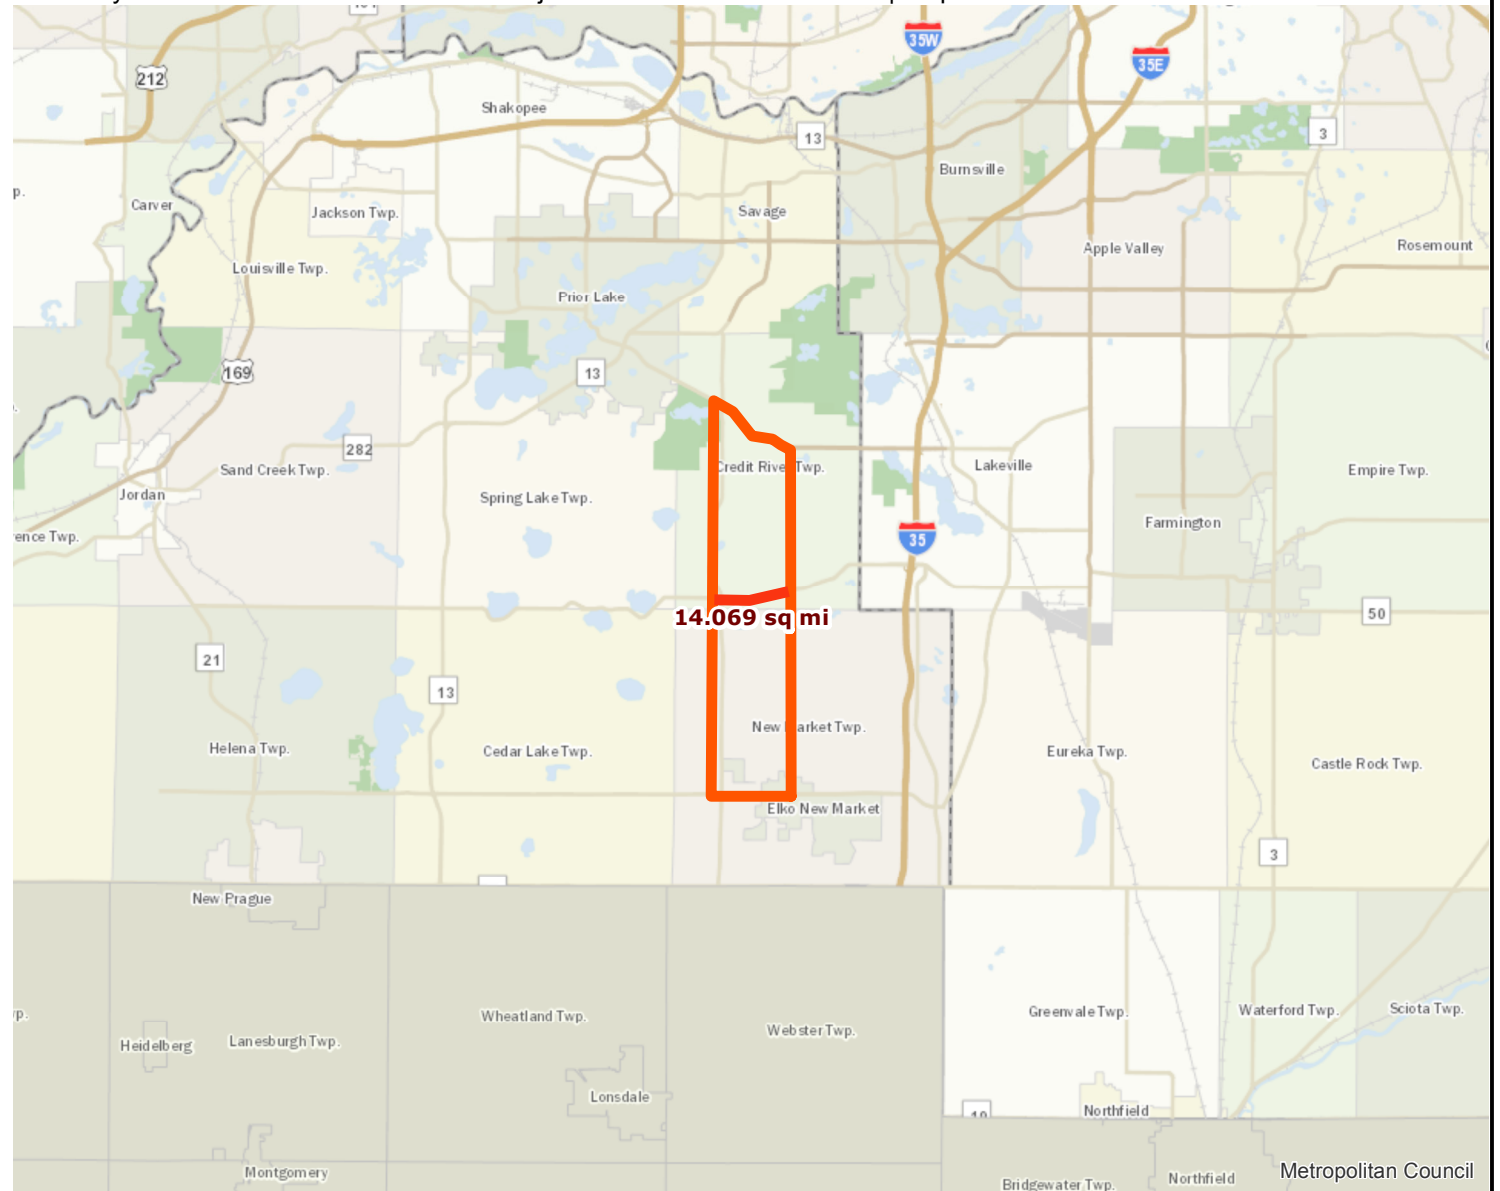 35W
35E
212
Shakopee
13
3
Burnsville
Carver
Jackson Twp.
Savage
Apple Valley
Rosemount
Louisville Twp.
Prior Lake
169
13
282
Credit River Twp.
Lakeville
Sand Creek Twp.
Empire Twp.
Jordan
Spring Lake Twp.
Farmington
ence Twp.
35
14.069 sq mi
50
21
13
New Market Twp.
Helena Twp.
Cedar Lake Twp.
Eureka Twp.
Castle Rock Twp.
Elko New Market
3
New Prague
Wheatland Twp.
Webster Twp.
Greenvale Twp.
Waterford Twp.
Sciota Twp.
Heidelberg
Lanesburgh Twp.
Lonsdale
Northfield
Montgomery
Metropolitan Council
Northfield
Bridgewater Twp.